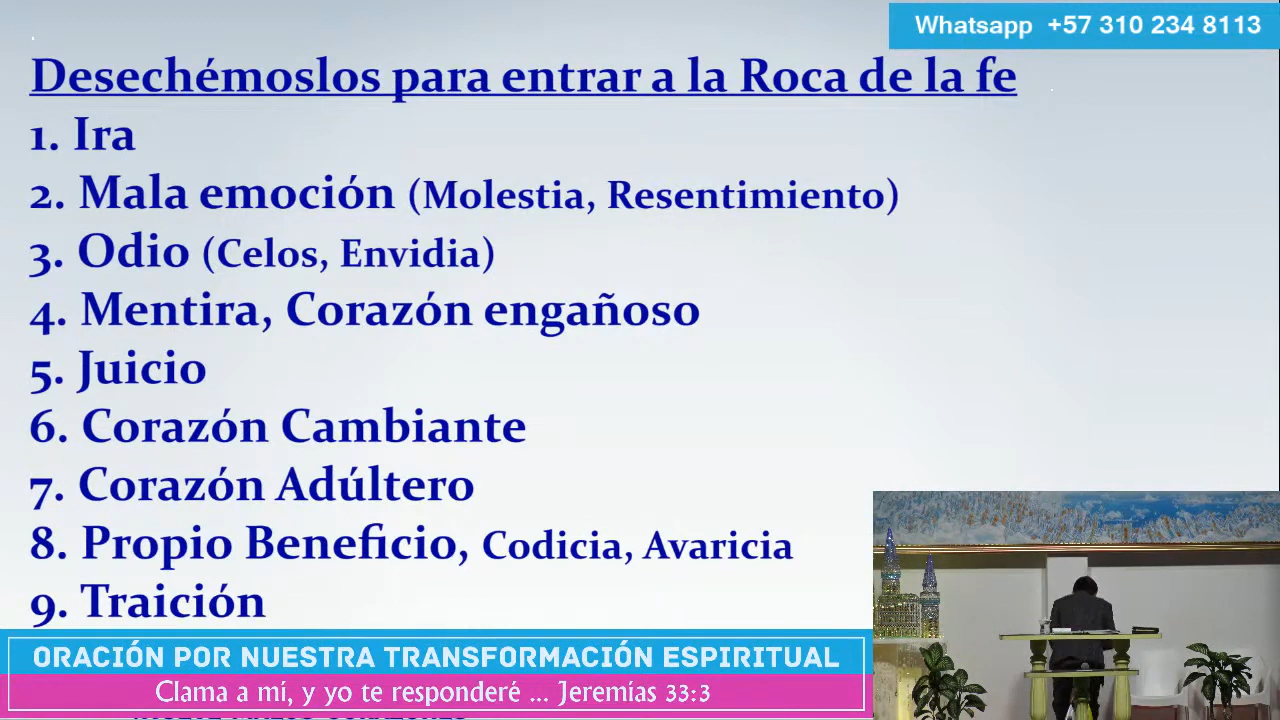 Whatsapp +57 310 234 8113
Desechémoslos para entrar a la Roca de la fe
1. Ira
2. Mala emoción (Molestia, Resentimiento)
3. Odio (Celos, Envidia)
4. Mentira, Corazón engañoso
5. Juicio
6. Corazón Cambiante
7. Corazón Adúltero
8. Propio Beneficio, Codicia, Avaricia
9. Traición
ORACIÓN POR NUESTRA TRANSFORMACIÓN ESPIRITUAL
Clama a mí, y yo te responderé ... Jeremías 33:3